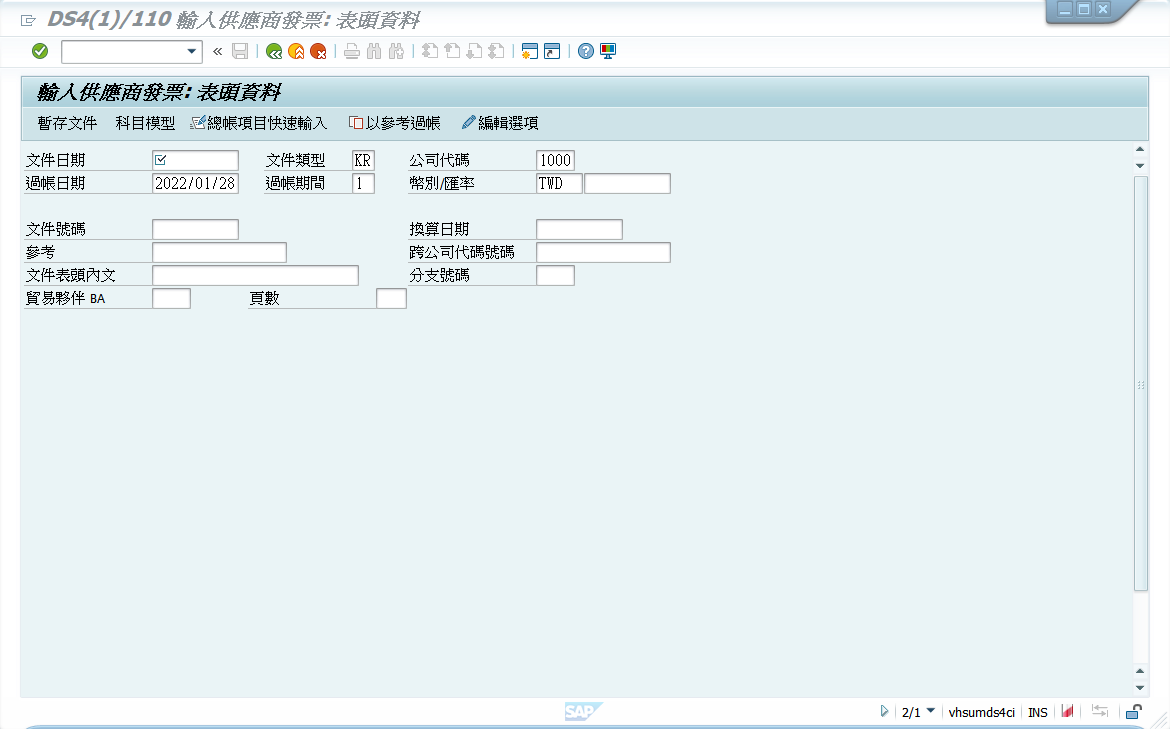 DS4(1)/110 輸入供應商發票: 表頭資料
輸入供應商發票: 表頭資料
暫存文件 科目模型 總帳項目快速輸入 以參考過帳 編輯選項
文件日期 文件類型 KR 公司代碼 1000
過帳日期 2022/01/28 過帳期間 1 幣別/匯率 TWD
文件號碼 換算日期
參考 跨公司代碼號碼
文件表頭內文 分支號碼
貿易夥伴 BA 頁數
SAP 2/1 vhsumds4ci INS